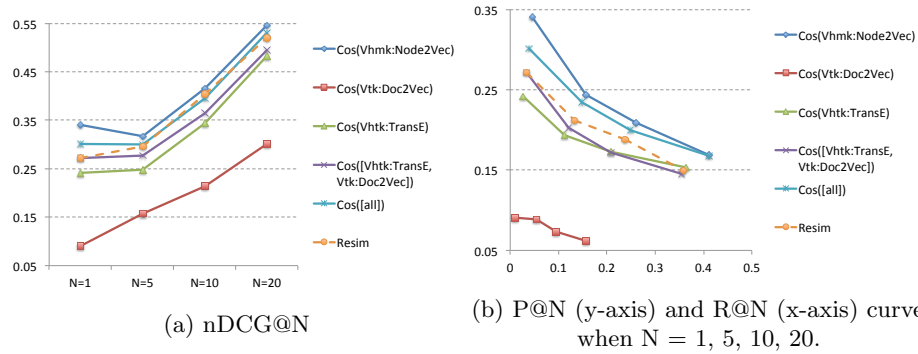 0.55
0.45
0.35
0.25
0.15
0.05
N=1 N=5 N=10 N=20
Cos(Vhmk:Node2Vec)
Cos(Vtk:Doc2Vec)
Cos(Vhtk:TransE)
Cos([Vhtk:TransE,
Vtk:Doc2Vec])
Cos([all])
Resim
(a) nDCG@N
0.35
0.25
0.15
0.05
0 0.1 0.2 0.3 0.4 0.5
Cos(Vhmk:Node2Vec)
Cos(Vtk:Doc2Vec)
Cos(Vhtk:TransE)
Cos([Vhtk:TransE,
Vtk:Doc2Vec])
Cos([all])
Resim
(b) P@N (y-axis) and R@N (x-axis) curve
when N = 1, 5, 10, 20.